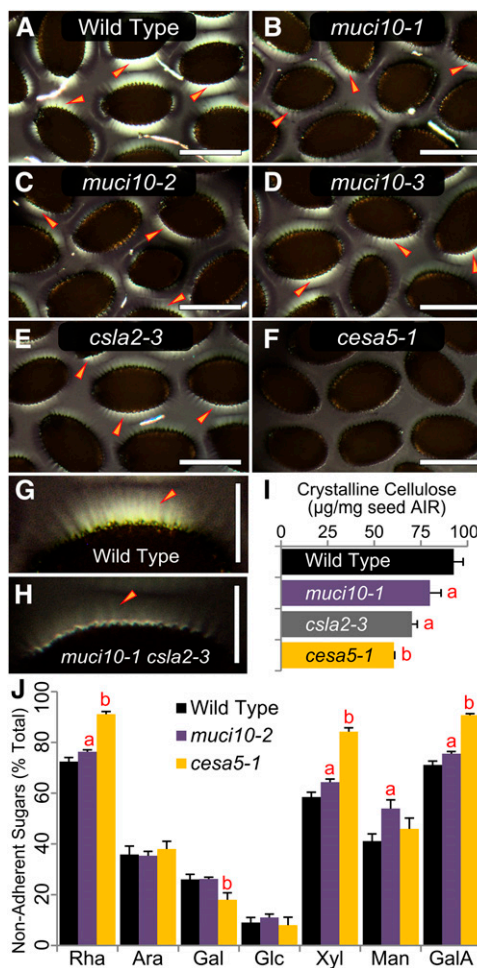 A Wild Type
B muci10-1
C muci10-2
D muci10-3
E csla2-3
F cesa5-1
G
Wild Type
H
muci10-1 csla2-3
I Crystalline Cellulose
(µg/mg seed AIR)
0 25 50 75 100
Wild Type
muci10-1 a
csla2-3 a
cesa5-1 b
J
Non-Adherent Sugars (% Total)
100
80
60
40
20
0
Wild Type
muci10-2
cesa5-1
a b
b
a b
a
a b
Rha Ara Gal Glc Xyl Man GalA